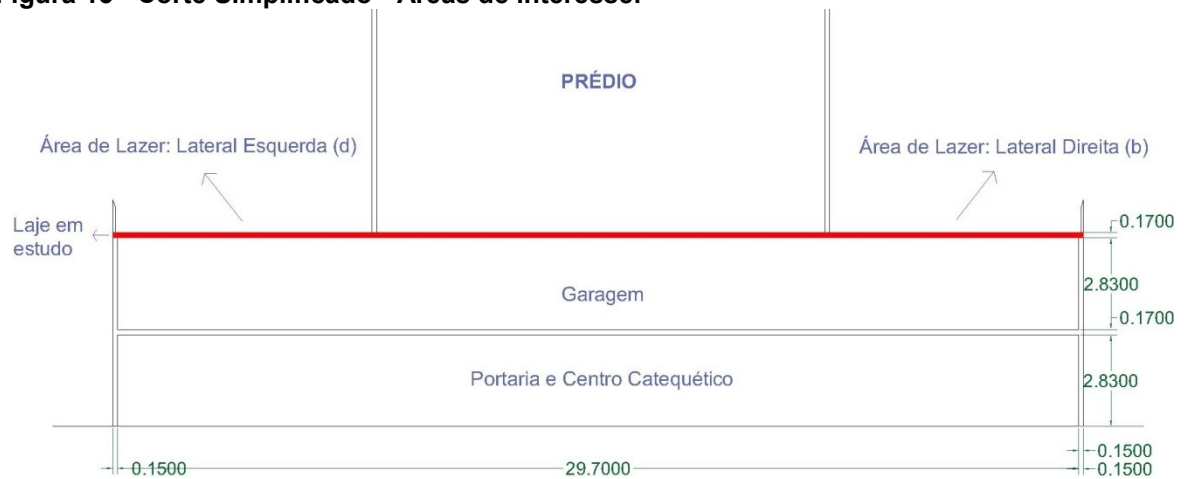 Figura 13 - Corte Simplificado - Áreas de Interesse.
PRÉDIO
Área de Lazer: Lateral Esquerda (d)
Área de Lazer: Lateral Direita (b)
Laje em
estudo
0.1700
2.8300
Garagem
0.1700
Portaria e Centro Catequético
2.8300
0.1500
0.1500
29.7000
0.1500